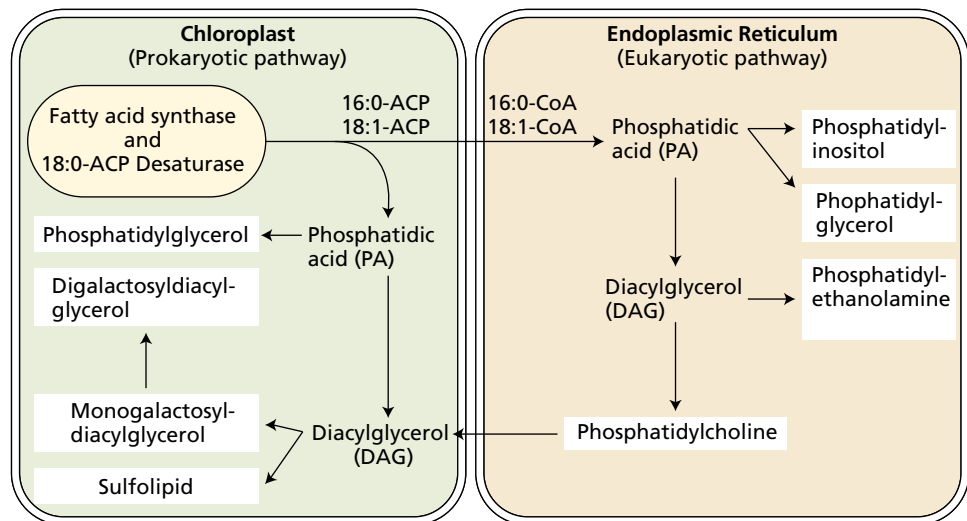 Chloroplast
(Prokaryotic pathway)
Fatty acid synthase
and
18:0-ACP Desaturase
16:0-ACP
18:1-ACP
Phosphatidylglycerol
Phosphatidic
acid (PA)
Digalactosyldiacyl-
glycerol
Monogalactosyl-
diacylglycerol
Diacylglycerol
(DAG)
Sulfolipid
Endoplasmic Reticulum
(Eukaryotic pathway)
16:0-CoA
18:1-CoA
Phosphatidic
acid (PA)
Phosphatidyl-
inositol
Phophatidyl-
glycerol
Diacylglycerol
(DAG)
Phosphatidyl-
ethanolamine
Phosphatidylcholine